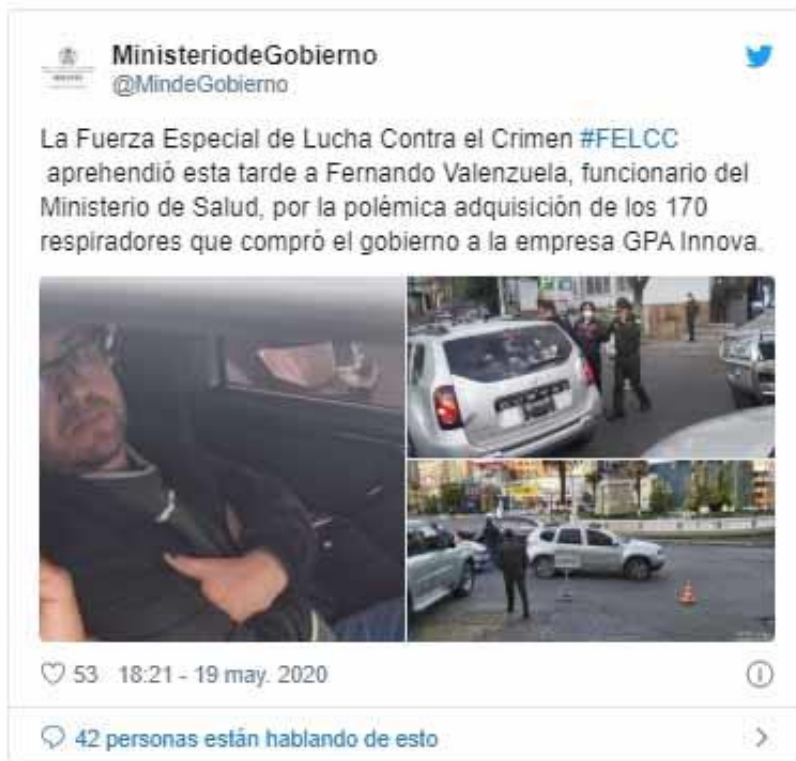 MinisteriodeGobierno
@MindeGobierno
La Fuerza Especial de Lucha Contra el Crimen #FELCC
aprehendió esta tarde a Fernando Valenzuela, funcionario del
Ministerio de Salud, por la polémica adquisición de los 170
respiradores que compró el gobierno a la empresa GPA Innova.
53 18:21 - 19 may. 2020
42 personas están hablando de esto